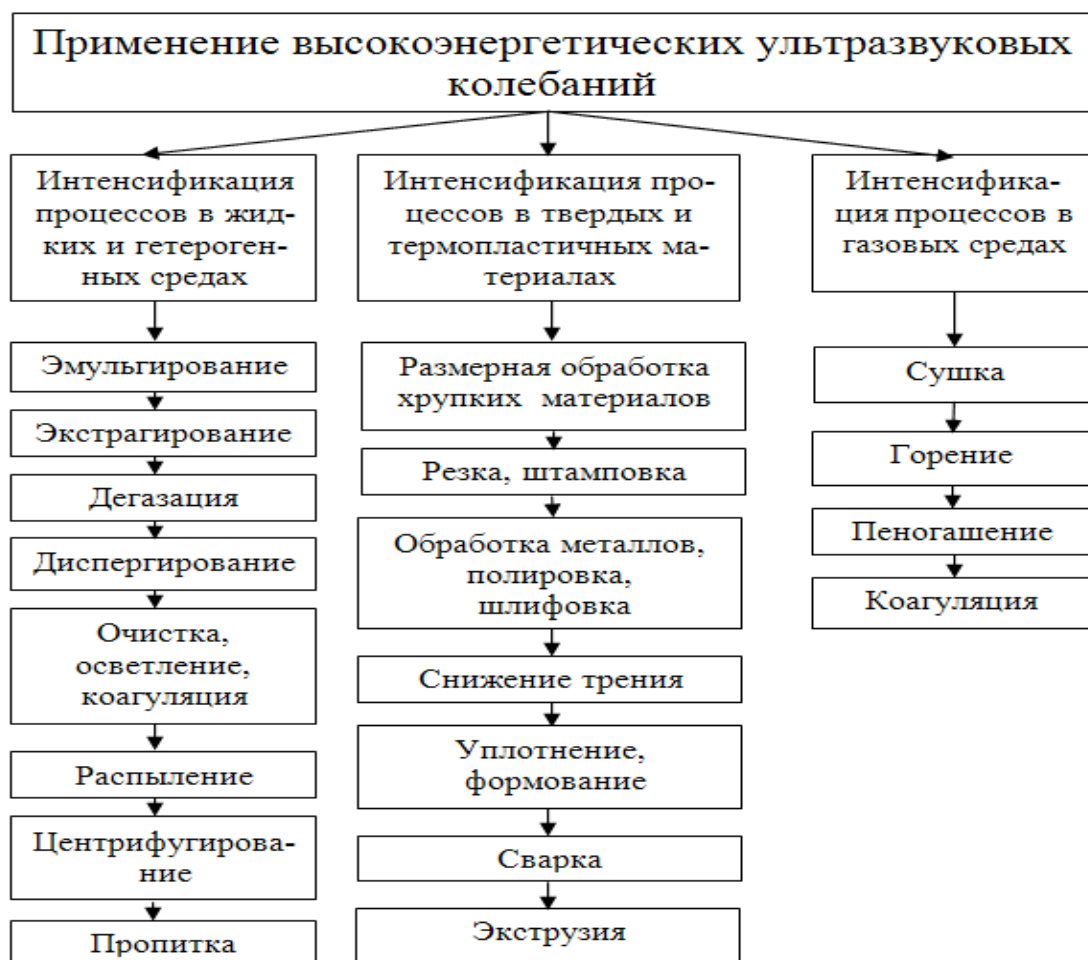 Применение высокоэнергетических ультразвуковых
колебаний
Интенсификация
процессов в жид-
ких и гетероген-
ных средах
Эмульгирование
Экстрагирование
Дегазация
Диспергирование
Очистка,
осветление,
коагуляция
Распыление
Центрифугирова-
ние
Пропитка
Интенсификация про-
цессов в твердых и
термопластичных ма-
териалах
Размерная обработка
хрупких материалов
Резка, штамповка
Обработка металлов,
полировка,
шлифовка
Снижение трения
Уплотнение,
формование
Сварка
Экструзия
Интенсифика-
ция процессов в
газовых средах
Сушка
Горение
Пеногашение
Коагуляция